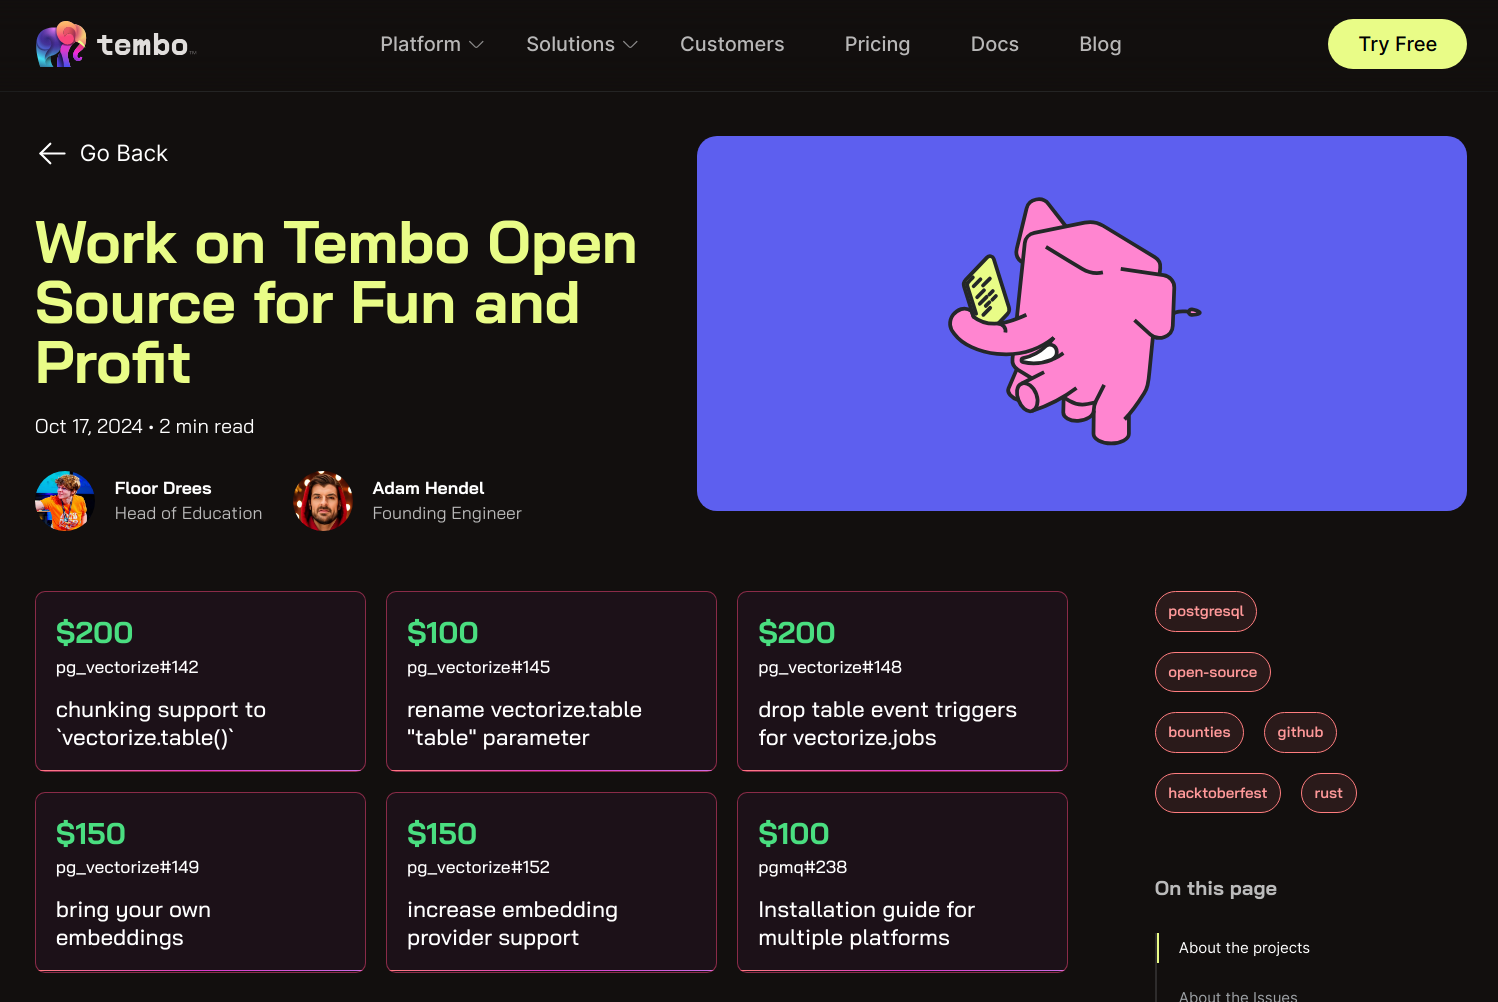 tembo
Platform
Solutions
Customers
Pricing
Docs
Blog
Try Free
Go Back
Work on Tembo Open
Source for Fun and
Profit
Oct 17, 2024 • 2 min read
Floor Drees
Head of Education
Adam Hendel
Founding Engineer
$200
pg_vectorize#142
chunking support to
`vectorize.table()`
$100
pg_vectorize#145
rename vectorize.table
"table" parameter
$200
pg_vectorize#148
drop table event triggers
for vectorize.jobs
$150
pg_vectorize#149
bring your own
embeddings
$150
pg_vectorize#152
increase embedding
provider support
$100
pgmq#238
Installation guide for
multiple platforms
postgresql
open-source
bounties
github
hacktoberfest
rust
On this page
About the projects
About the Issues